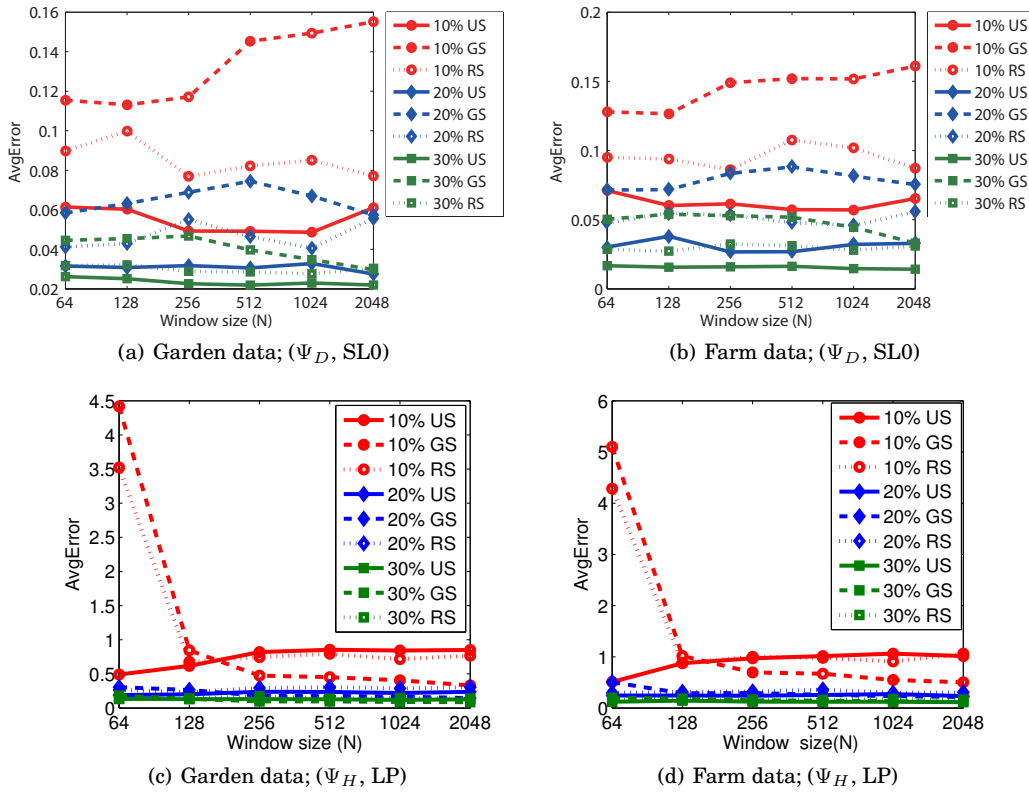 0.16
0.14
0.12
0.1
0.08
0.06
0.04
0.02
AvgError
64 128 256 512 1024 2048
Window size (N)
10% US
10% GS
10% RS
20% US
20% GS
20% RS
30% US
30% GS
30% RS
(a) Garden data; (Ψ_D, SL0)
0.2
0.15
0.1
0.05
0
AvgError
64 128 256 512 1024 2048
Window size (N)
10% US
10% GS
10% RS
20% US
20% GS
20% RS
30% US
30% GS
30% RS
(b) Farm data; (Ψ_D, SL0)
4.5
4
3.5
3
2.5
2
1.5
1
0.5
0
AvgError
64 128 256 512 1024 2048
Window size (N)
10% US
10% GS
10% RS
20% US
20% GS
20% RS
30% US
30% GS
30% RS
(c) Garden data; (Ψ_H, LP)
6
5
4
3
2
1
0
AvgError
64 128 256 512 1024 2048
Window size(N)
10% US
10% GS
10% RS
20% US
20% GS
20% RS
30% US
30% GS
30% RS
(d) Farm data; (Ψ_H, LP)